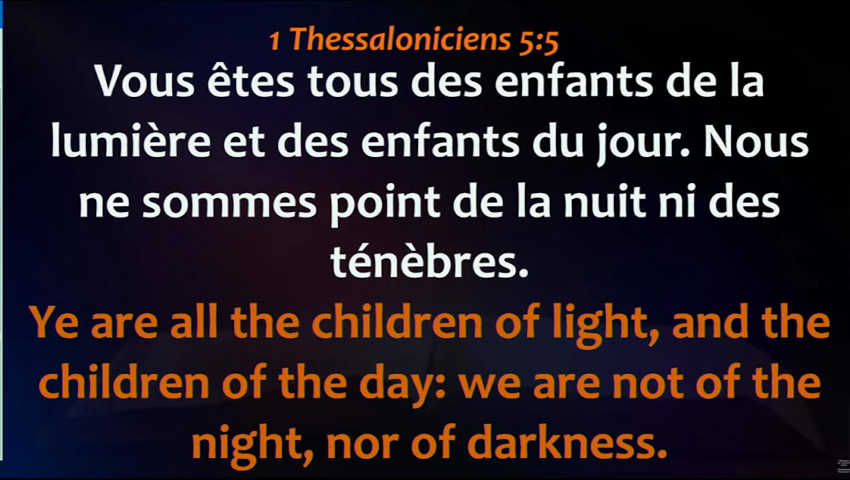 1 Thessaloniciens 5:5
Vous êtes tous des enfants de la
lumière et des enfants du jour. Nous
ne sommes point de la nuit ni des
ténèbres.
Ye are all the children of light, and the
children of the day: we are not of the
night, nor of darkness.